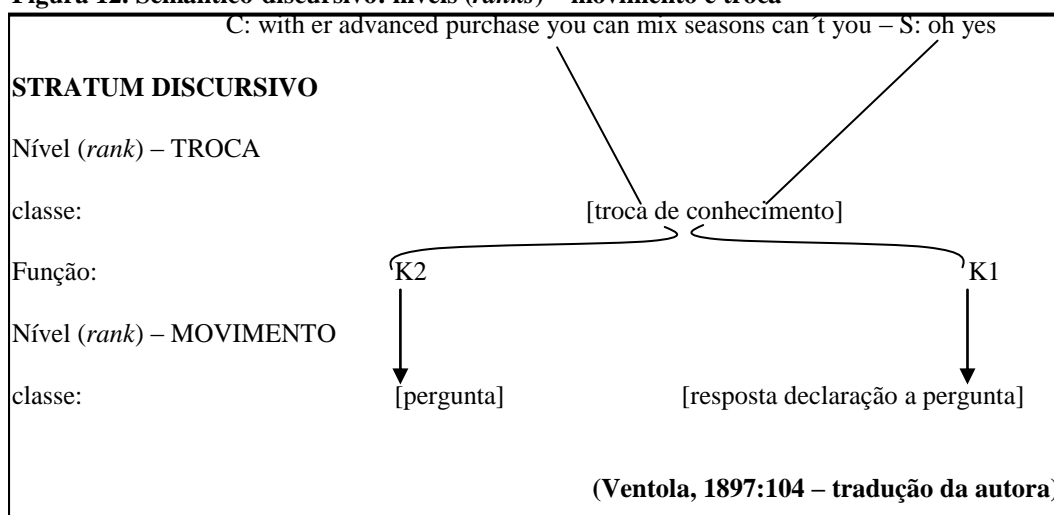 Figura 12. Semântico-discursivo: níveis (ranks) – movimento e troca
C: with er advanced purchase you can mix seasons can´t you – S: oh yes
STRATUM DISCURSIVO
Nível (rank) – TROCA
classe: [troca de conhecimento]
Função: K2 K1
Nível (rank) – MOVIMENTO
classe: [pergunta] [resposta declaração a pergunta]
(Ventola, 1897:104 – tradução da autora)